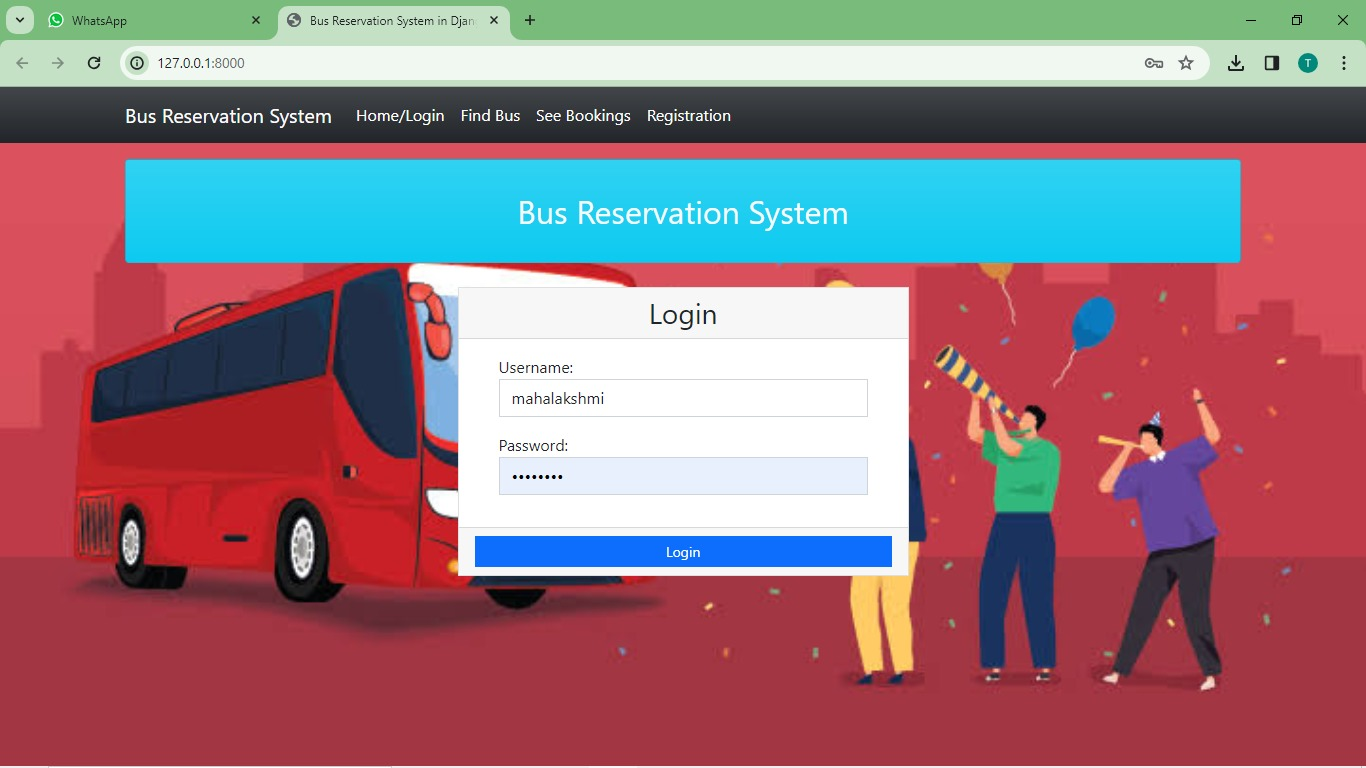 WhatsApp
Bus Reservation System in Djan
127.0.0.1:8000
T
Bus Reservation System Home/Login Find Bus See Bookings Registration
Bus Reservation System
Login
Username:
mahalakshmi
Password:
••••••••
Login